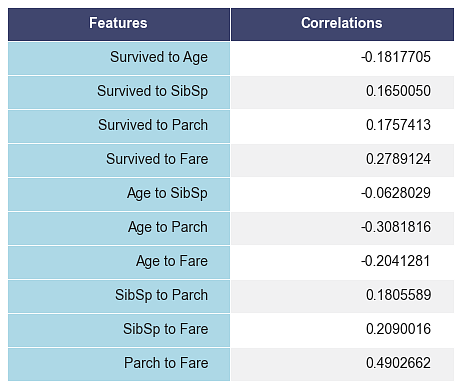 Features Correlations
Survived to Age -0.1817705
Survived to SibSp 0.1650050
Survived to Parch 0.1757413
Survived to Fare 0.2789124
Age to SibSp -0.0628029
Age to Parch -0.3081816
Age to Fare -0.2041281
SibSp to Parch 0.1805589
SibSp to Fare 0.2090016
Parch to Fare 0.4902662